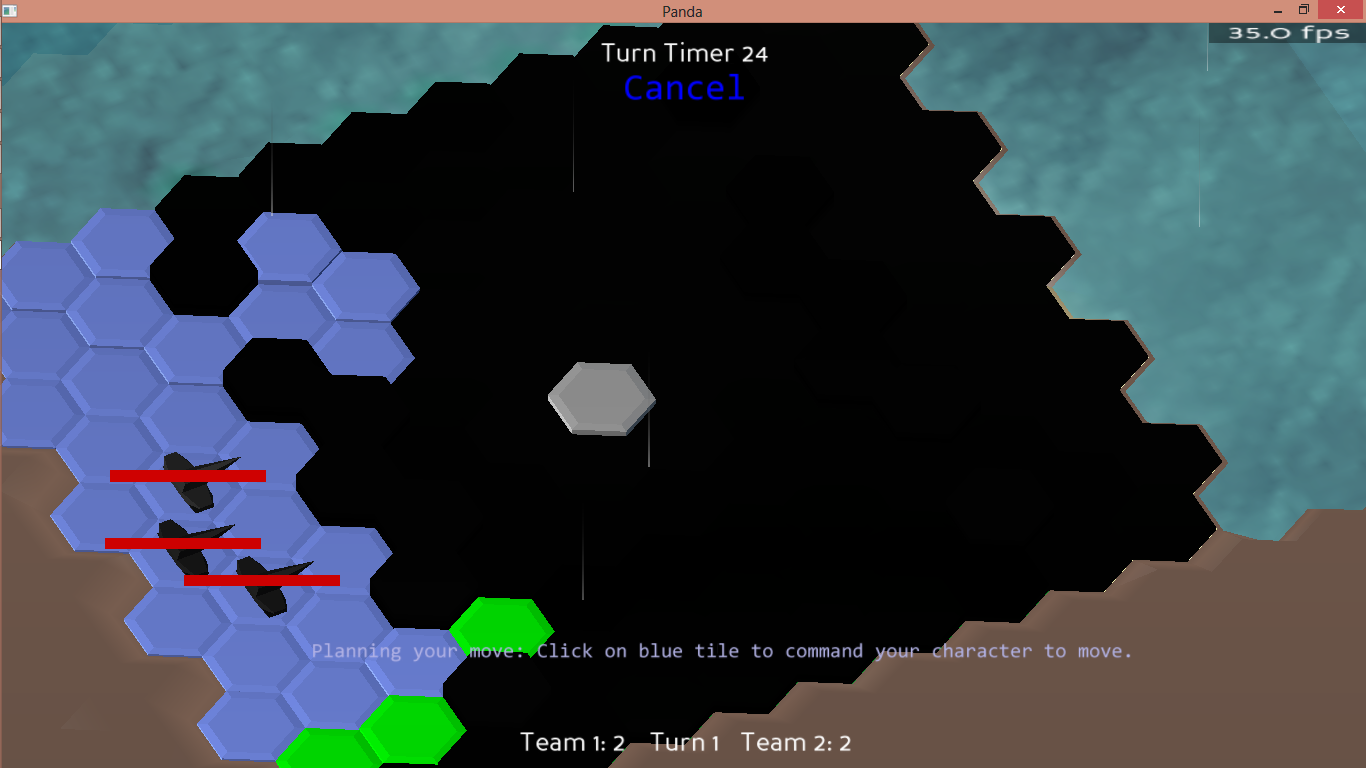 Panda
35.0 fps
Turn Timer 24
Cancel
Planning your move: Click on blue tile to command your character to move.
Team 1: 2 Turn 1 Team 2: 2